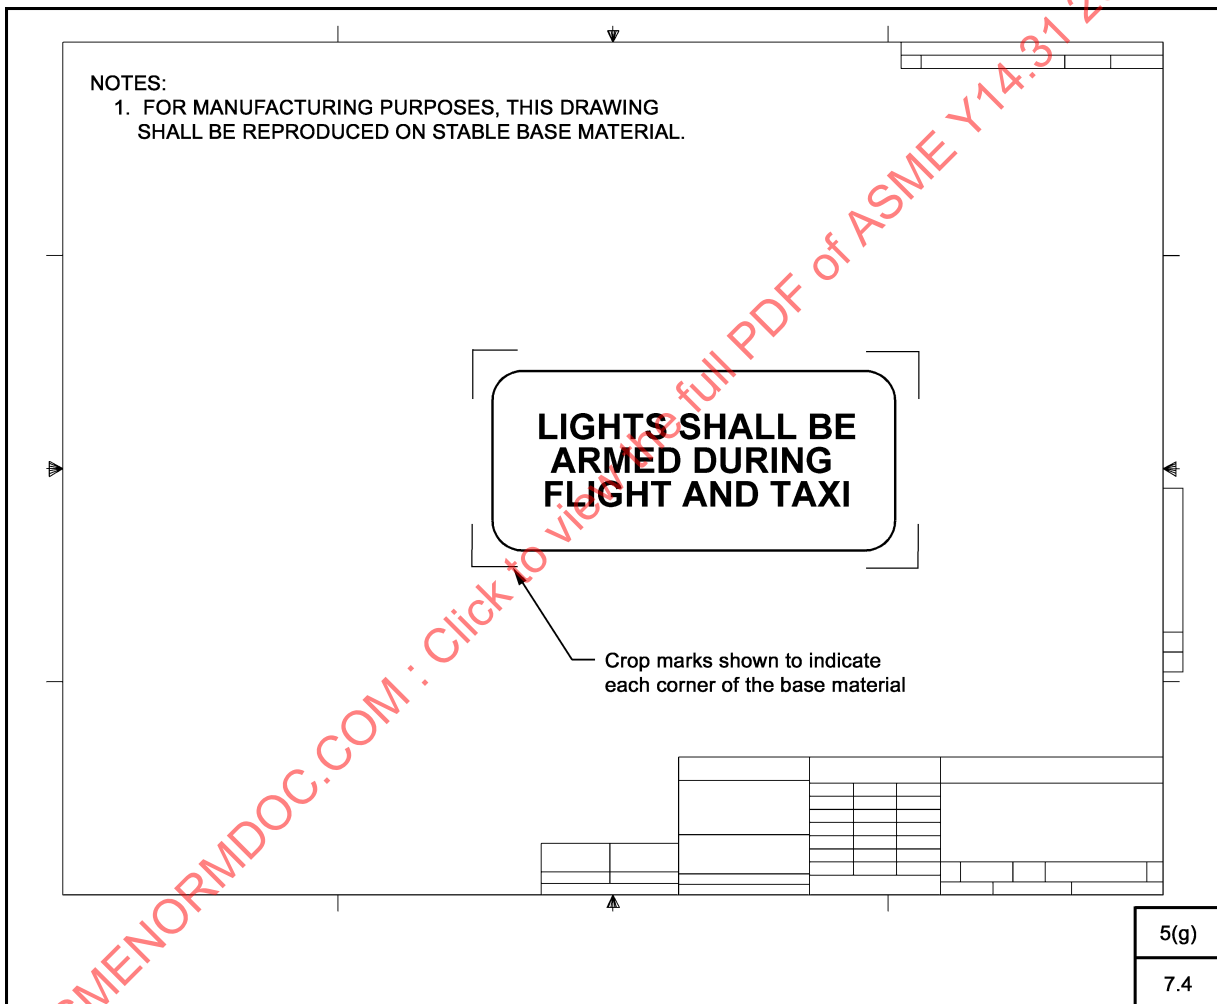 NOTES:
1. FOR MANUFACTURING PURPOSES, THIS DRAWING
SHALL BE REPRODUCED ON STABLE BASE MATERIAL.
LIGHTS SHALL BE
ARMED DURING
FLIGHT AND TAXI
Crop marks shown to indicate
each corner of the base material
5(g)
7.4
SMENORMDOC.COM : Click to view the full PDF of ASME Y14.31